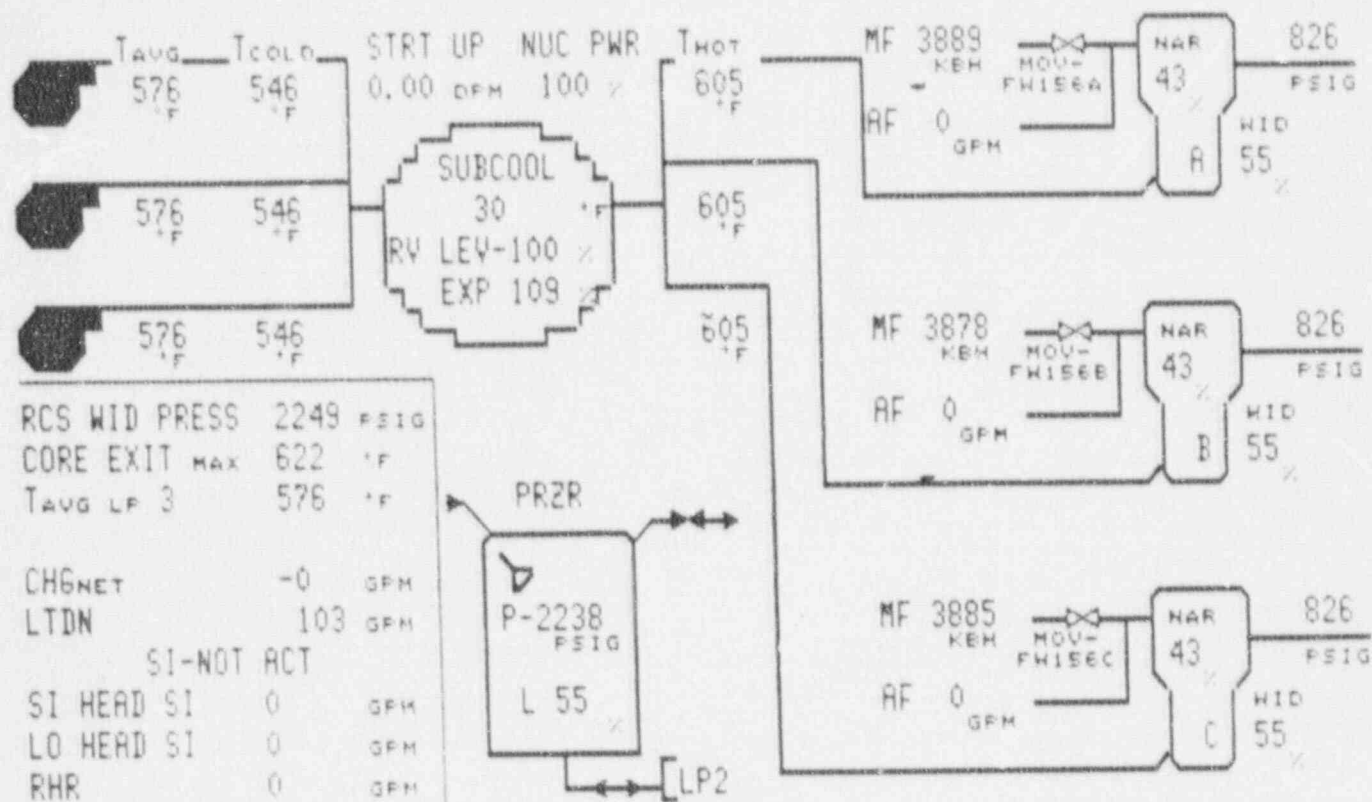 TAVG TCOLD STRT UP NUC PWR THOT
576 °F 546 °F 0.00 DPM 100 % 605 °F
MF 3889 KBH
MOV-FW156A
AF 0 GPM
NAR 43 %
A
826 PSIG
WID 55 %
SUBCOOL
30 °F
RV LEV-100 %
EXP 109 %
576 °F 546 °F 605 °F
576 °F 546 °F 605 °F
MF 3878 KBH
MOV-FW156B
AF 0 GPM
NAR 43 %
B
826 PSIG
WID 55 %
RCS WID PRESS 2249 PSIG
CORE EXIT MAX 622 °F
TAVG LP 3 576 °F
CHGNET -0 GPM
LTDN 103 GPM
SI-NOT ACT
SI HEAD SI 0 GPM
LO HEAD SI 0 GPM
RHR 0 GPM
PRZR
P-2238 PSIG
L 55 %
LP2
MF 3885 KBH
MOV-FW156C
AF 0 GPM
NAR 43 %
C
826 PSIG
WID 55 %